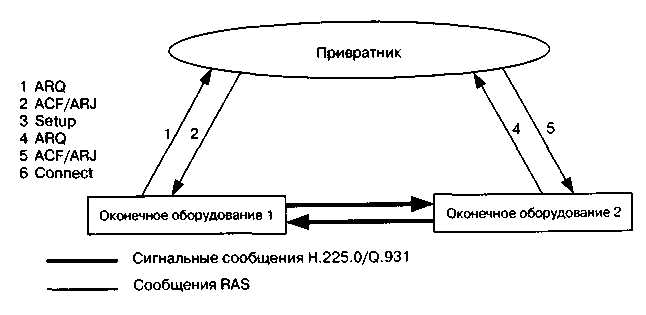 Привратник
1 ARQ
2 ACF/ARJ
3 Setup
4 ARQ
5 ACF/ARJ
6 Connect
1
2
4
5
Оконечное оборудование 1
Оконечное оборудование 2
Сигнальные сообщения H.225.0/Q.931
Сообщения RAS